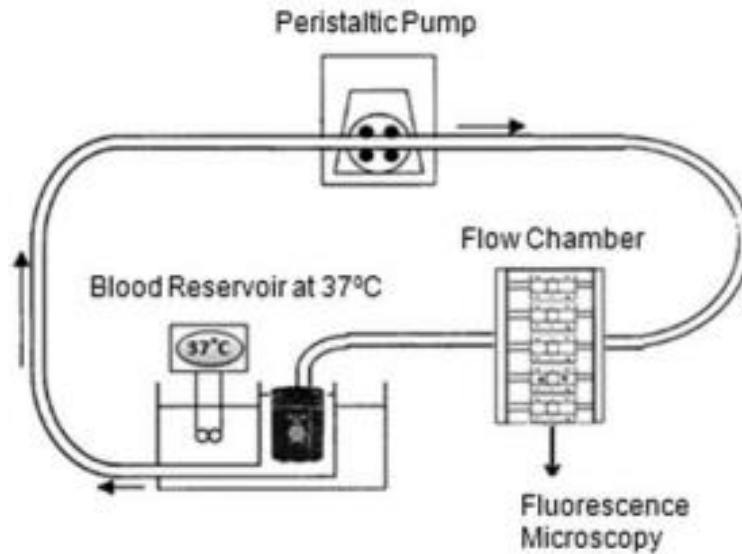 Peristaltic Pump
Flow Chamber
Blood Reservoir at 37ºC
37°C
Fluorescence
Microscopy